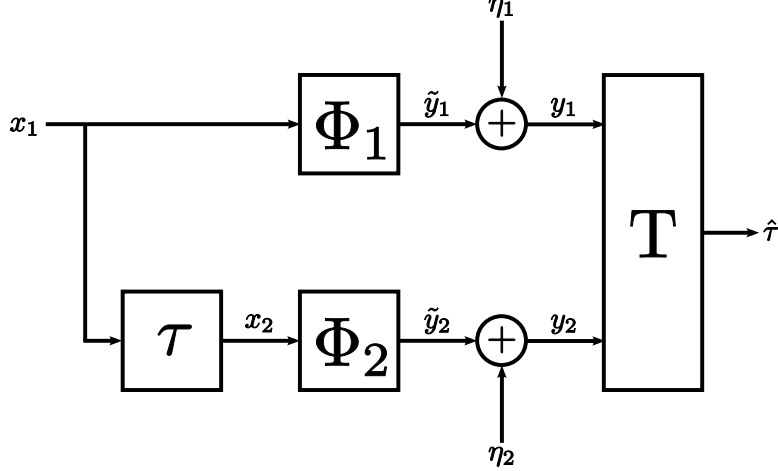 η₁
x₁ Φ₁ ỹ₁ + y₁
T τ̂
τ x₂ Φ₂ ỹ₂ + y₂
η₂